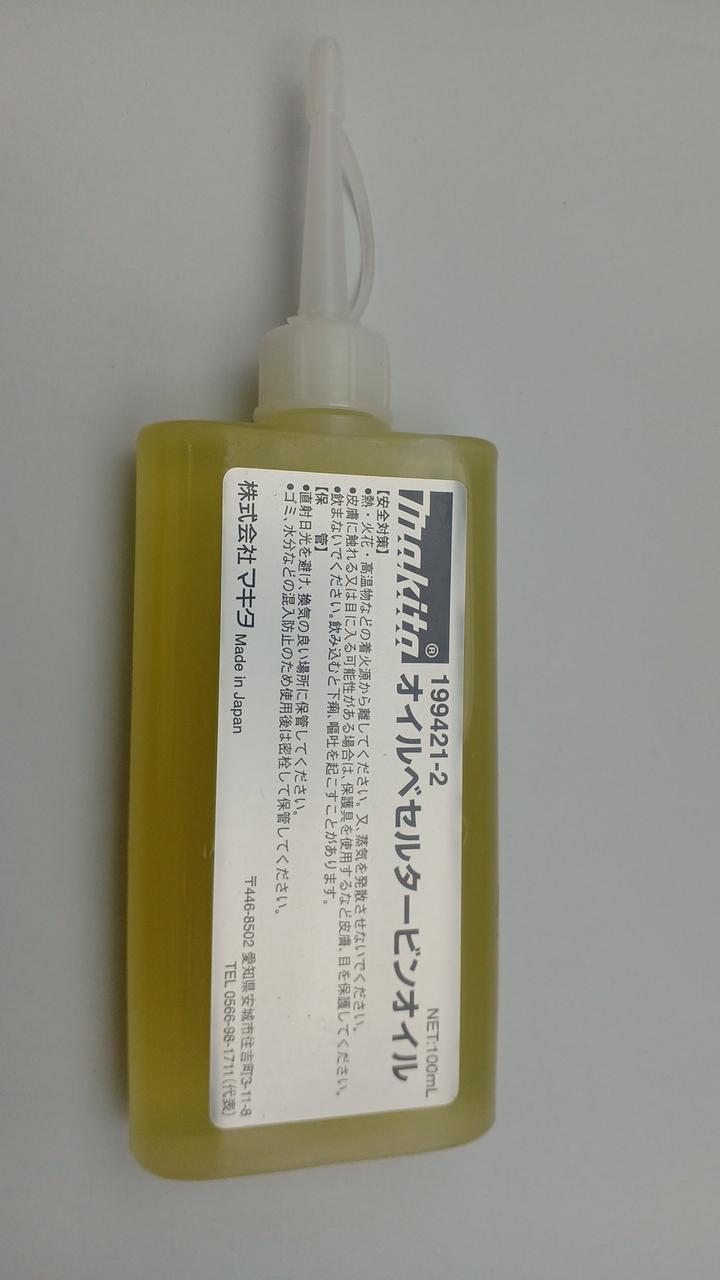 makita® 199421-2 NET:100mL
オイルベセルタービンオイル
【安全対策】
●熱・火花・高温物などの着火源から離してください。又、蒸気を発散させないでください。
●皮膚に触れる又は目に入る可能性がある場合は、保護具を使用するなど皮膚、目を保護してください。
●飲まないでください。飲み込むと下痢、嘔吐を起こすことがあります。
【保　管】
●直射日光を避け、換気の良い場所に保管してください。
●ゴミ、水分などの混入防止のため使用後は密栓して保管してください。
株式会社 マキタ Made in Japan
〒446-8502 愛知県安城市住吉町3-11-8
TEL 0566-98-1711(代表)